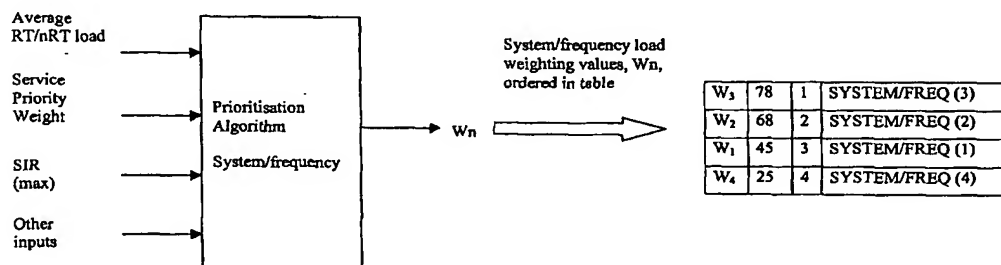 Average
RT/nRT load
Service
Priority
Weight
SIR
(max)
Other
inputs
Prioritisation
Algorithm
System/frequency
Wn
System/frequency load
weighting values, Wn,
ordered in table
W₃ 78 1 SYSTEM/FREQ (3)
W₂ 68 2 SYSTEM/FREQ (2)
W₁ 45 3 SYSTEM/FREQ (1)
W₄ 25 4 SYSTEM/FREQ (4)